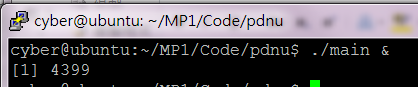 cyber@ubuntu: ~/MP1/Code/pdnu
cyber@ubuntu:~/MP1/Code/pdnu$ ./main &
[1] 4399